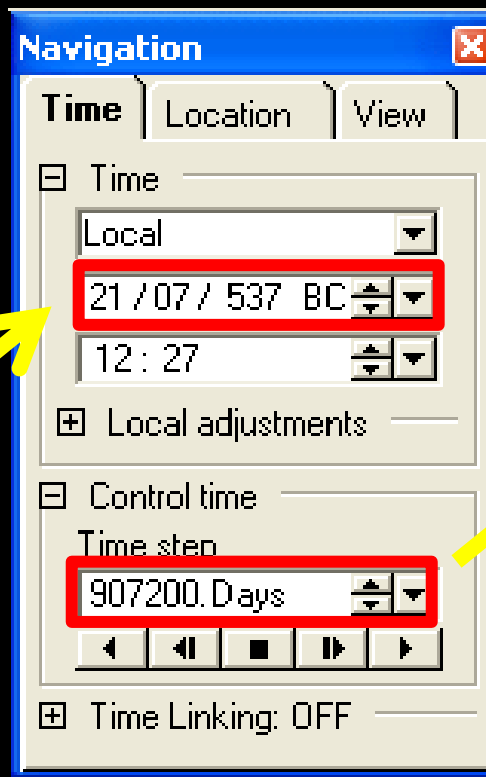 Navigation
Time Location View
Time
Local
21 / 07 / 537 BC
12 : 27
Local adjustments
Control time
Time step
907200.Days
Time Linking: OFF